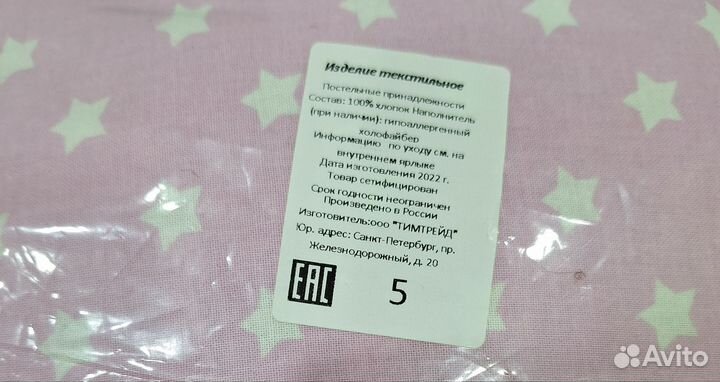 Изделие текстильное
Постельные принадлежности
Состав: 100% хлопок Наполнитель
(при наличии): гипоаллергенный
холофайбер
Информацию по уходу см. на
внутреннем ярлыке
Дата изготовления 2022 г.
Товар сетифицирован
Срок годности неограничен
Произведено в России
Изготовитель:ооо "ТИМТРЕЙД"
Юр. адрес: Санкт-Петербург, пр.
Железнодорожный, д. 20
EAC 5
Avito